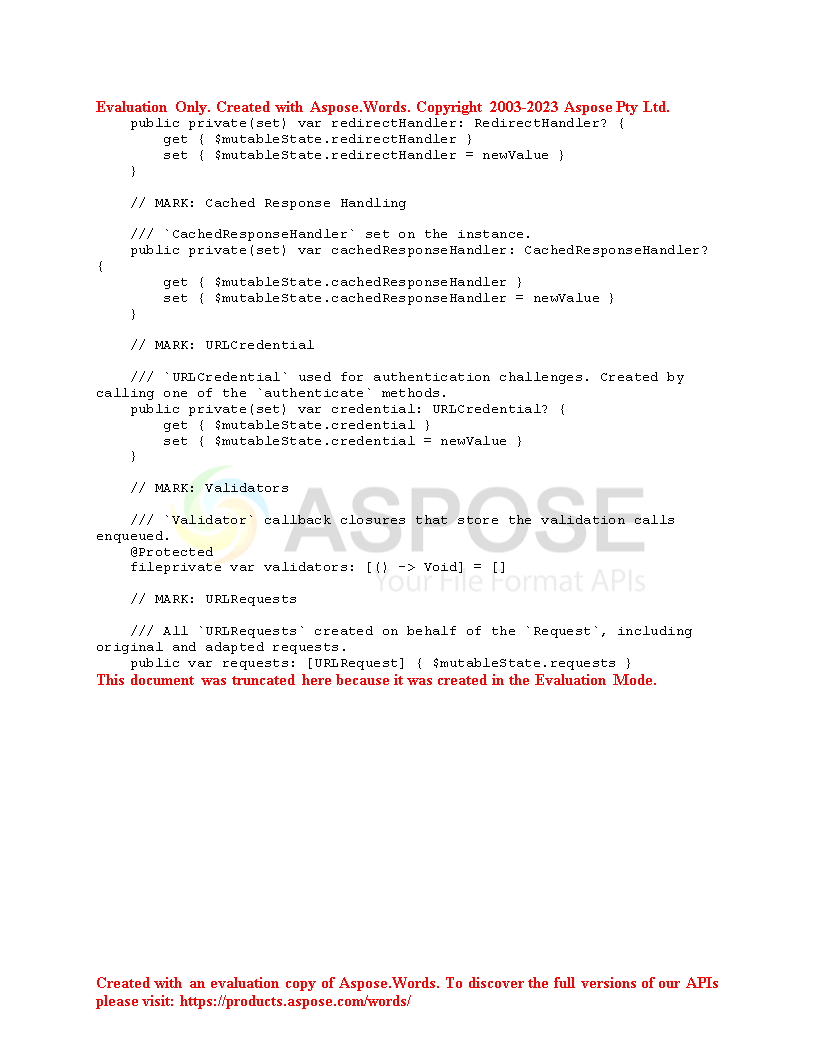 Evaluation Only. Created with Aspose.Words. Copyright 2003-2023 Aspose Pty Ltd.
    public private(set) var redirectHandler: RedirectHandler? {
        get { $mutableState.redirectHandler }
        set { $mutableState.redirectHandler = newValue }
    }

    // MARK: Cached Response Handling

    /// `CachedResponseHandler` set on the instance.
    public private(set) var cachedResponseHandler: CachedResponseHandler?
{
        get { $mutableState.cachedResponseHandler }
        set { $mutableState.cachedResponseHandler = newValue }
    }

    // MARK: URLCredential

    /// `URLCredential` used for authentication challenges. Created by
calling one of the `authenticate` methods.
    public private(set) var credential: URLCredential? {
        get { $mutableState.credential }
        set { $mutableState.credential = newValue }
    }

    // MARK: Validators

    /// `Validator` callback closures that store the validation calls
enqueued.
    @Protected
    fileprivate var validators: [() -> Void] = []

    // MARK: URLRequests

    /// All `URLRequests` created on behalf of the `Request`, including
original and adapted requests.
    public var requests: [URLRequest] { $mutableState.requests }
This document was truncated here because it was created in the Evaluation Mode.
ASPOSE
Your File Format APIs
Created with an evaluation copy of Aspose.Words. To discover the full versions of our APIs
please visit: https://products.aspose.com/words/